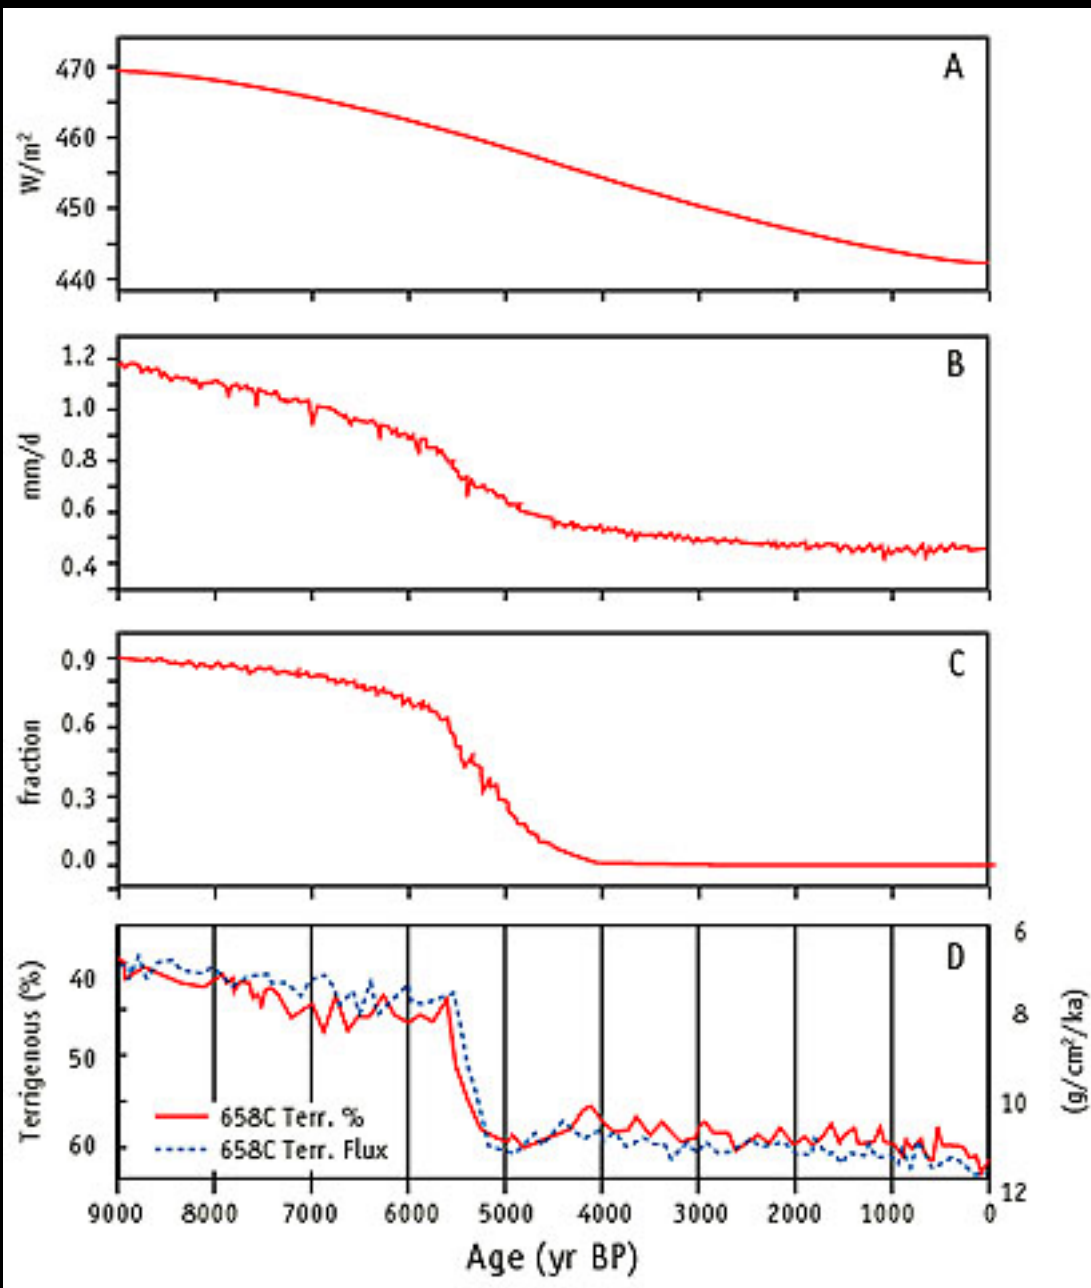 A
470
460
450
440
W/m²
B
1.2
1.0
0.8
0.6
0.4
mm/d
C
0.9
0.6
0.3
0.0
fraction
D
40
50
60
Terrigenous (%)
6
8
10
12
(g/cm²/ka)
658C Terr. %
658C Terr. Flux
9000 8000 7000 6000 5000 4000 3000 2000 1000 0
Age (yr BP)